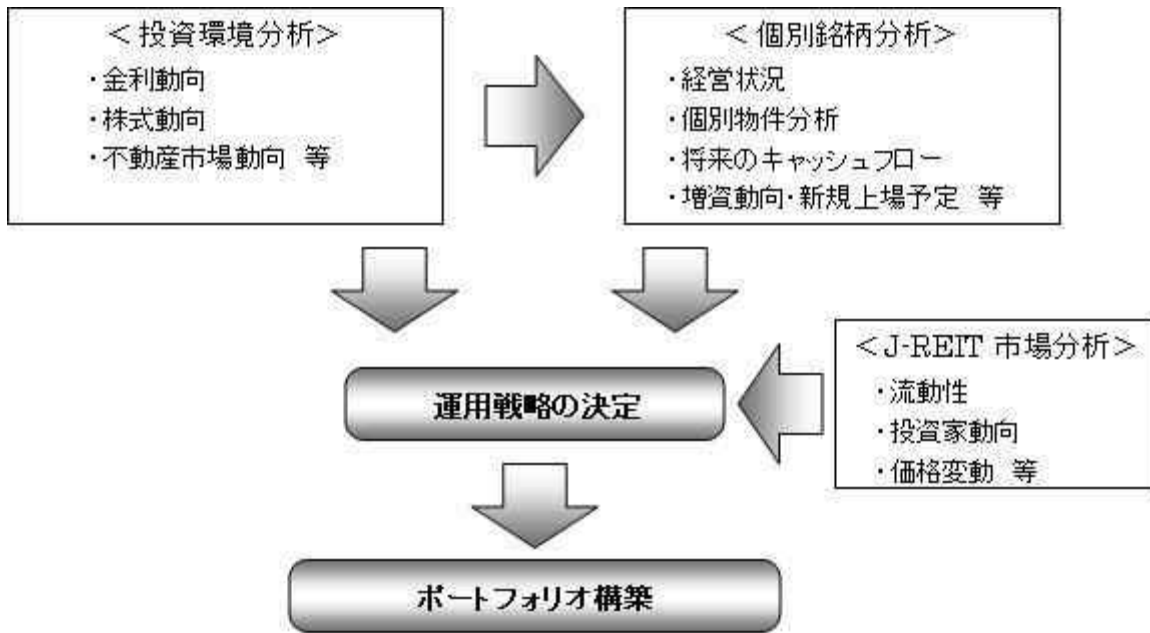 ＜投資環境分析＞
・金利動向
・株式動向
・不動産市場動向 等
＜個別銘柄分析＞
・経営状況
・個別物件分析
・将来のキャッシュフロー
・増資動向・新規上場予定 等
＜J-REIT 市場分析＞
・流動性
・投資家動向
・価格変動 等
運用戦略の決定
ポートフォリオ構築